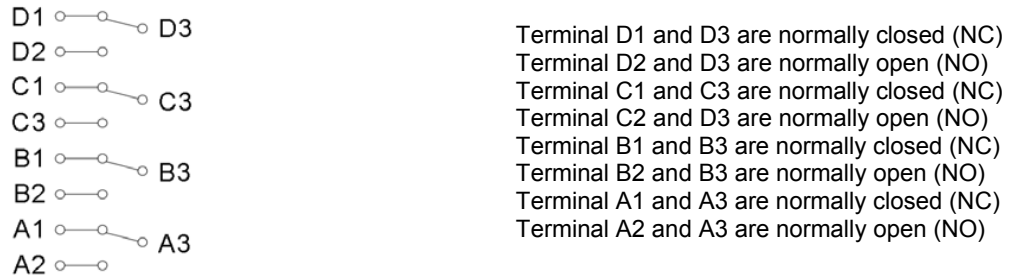 D1 D3
D2
C1 C3
C3
B1 B3
B2
A1 A3
A2
Terminal D1 and D3 are normally closed (NC)
Terminal D2 and D3 are normally open (NO)
Terminal C1 and C3 are normally closed (NC)
Terminal C2 and D3 are normally open (NO)
Terminal B1 and B3 are normally closed (NC)
Terminal B2 and B3 are normally open (NO)
Terminal A1 and A3 are normally closed (NC)
Terminal A2 and A3 are normally open (NO)